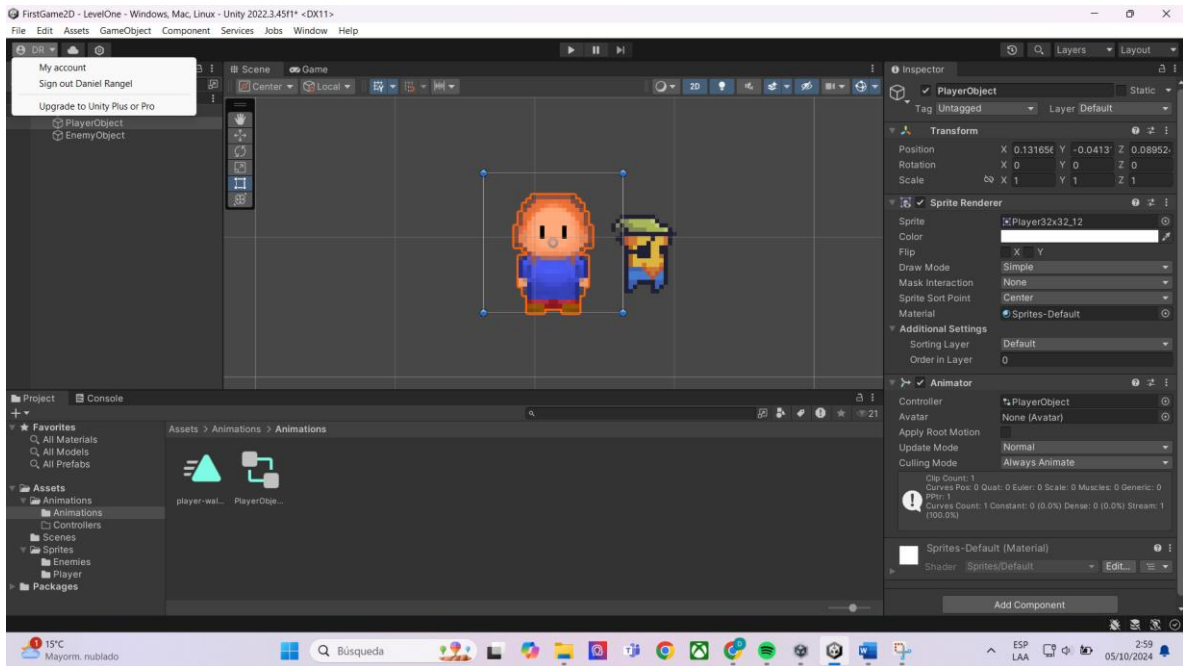 FirstGame2D - LevelOne - Windows, Mac, Linux - Unity 2022.3.45f1* <DX11>
File Edit Assets GameObject Component Services Jobs Window Help
DR
Layers Layout
My account
Sign out Daniel Rangel
Upgrade to Unity Plus or Pro
PlayerObject
EnemyObject
Scene Game
Center Local
2D
Inspector
PlayerObject Static
Tag Untagged Layer Default
Transform
Position X 0.131656 Y -0.0413 Z 0.08952
Rotation X 0 Y 0 Z 0
Scale X 1 Y 1 Z 1
Sprite Renderer
Sprite Player32x32_12
Color
Flip X Y
Draw Mode Simple
Mask Interaction None
Sprite Sort Point Center
Material Sprites-Default
Additional Settings
Sorting Layer Default
Order in Layer 0
Animator
Controller PlayerObject
Avatar None (Avatar)
Apply Root Motion
Update Mode Normal
Culling Mode Always Animate
Clip Count: 1
Curves Pos: 0 Quat: 0 Euler: 0 Scale: 0 Muscles: 0 Generic: 0
PPtr: 1
Curves Count: 1 Constant: 0 (0.0%) Dense: 0 (0.0%) Stream: 1
(100.0%)
Sprites-Default (Material)
Shader Sprites/Default Edit...
Add Component
Project Console
21
Favorites
All Materials
All Models
All Prefabs
Assets
Animations
Animations
Controllers
Scenes
Sprites
Enemies
Player
Packages
Assets > Animations > Animations
player-wal... PlayerObje...
1
15°C
Mayorm. nublado
Búsqueda
ESP
LAA
2:59
05/10/2024